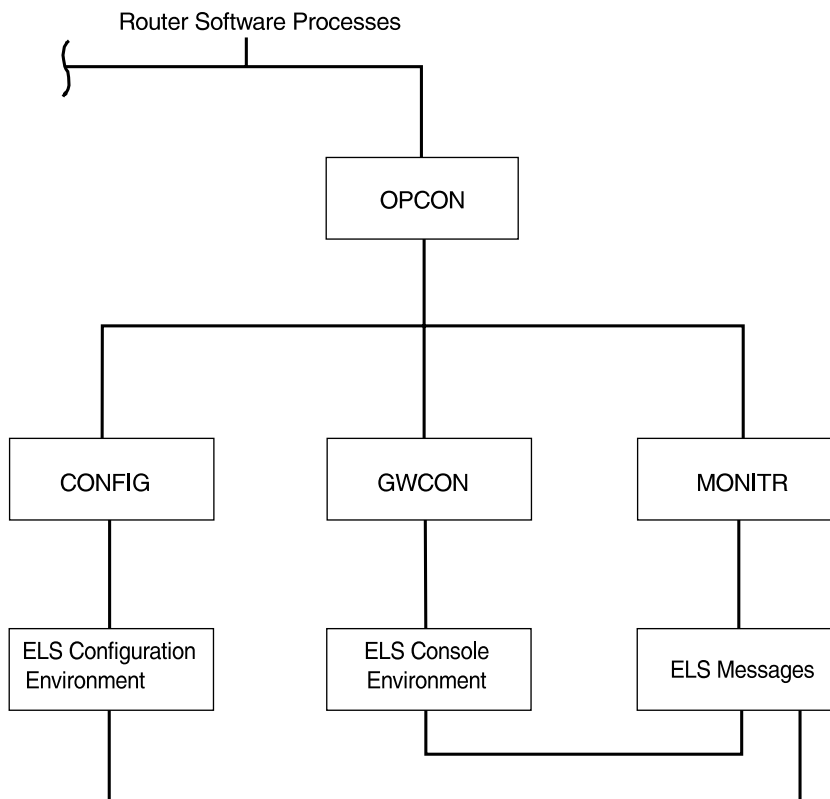 Router Software Processes
OPCON
CONFIG
GWCON
MONITR
ELS Configuration
Environment
ELS Console
Environment
ELS Messages